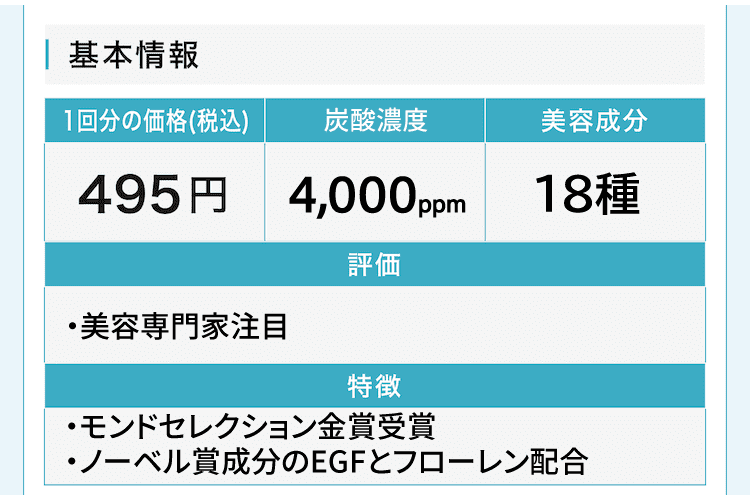 基本情報
1回分の価格(税込) 炭酸濃度 美容成分
495円 4,000ppm 18種
評価
・美容専門家注目
特徴
・モンドセレクション金賞受賞
・ノーベル賞成分のEGFとフローレン配合